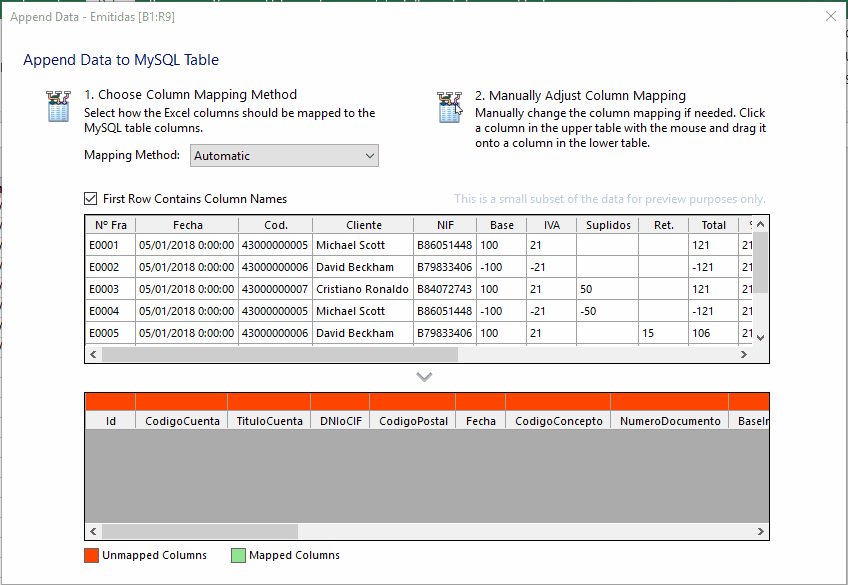 Append Data - Emitidas [B1:R9]
Append Data to MySQL Table
1. Choose Column Mapping Method
Select how the Excel columns should be mapped to the
MySQL table columns.
Mapping Method: Automatic
2. Manually Adjust Column Mapping
Manually change the column mapping if needed. Click
a column in the upper table with the mouse and drag it
onto a column in the lower table.
First Row Contains Column Names
This is a small subset of the data for preview purposes only.
Nº Fra Fecha Cod. Cliente NIF Base IVA Suplidos Ret. Total
E0001 05/01/2018 0:00:00 43000000005 Michael Scott B86051448 100 21 121 21
E0002 05/01/2018 0:00:00 43000000006 David Beckham B79833406 -100 -21 -121 21
E0003 05/01/2018 0:00:00 43000000007 Cristiano Ronaldo B84072743 100 21 50 121 21
E0004 05/01/2018 0:00:00 43000000005 Michael Scott B86051448 -100 -21 -50 -121 21
E0005 05/01/2018 0:00:00 43000000006 David Beckham B79833406 100 21 15 106 21
Id CodigoCuenta TituloCuenta DNIoCIF CodigoPostal Fecha CodigoConcepto NumeroDocumento BaseIm
Unmapped Columns Mapped Columns